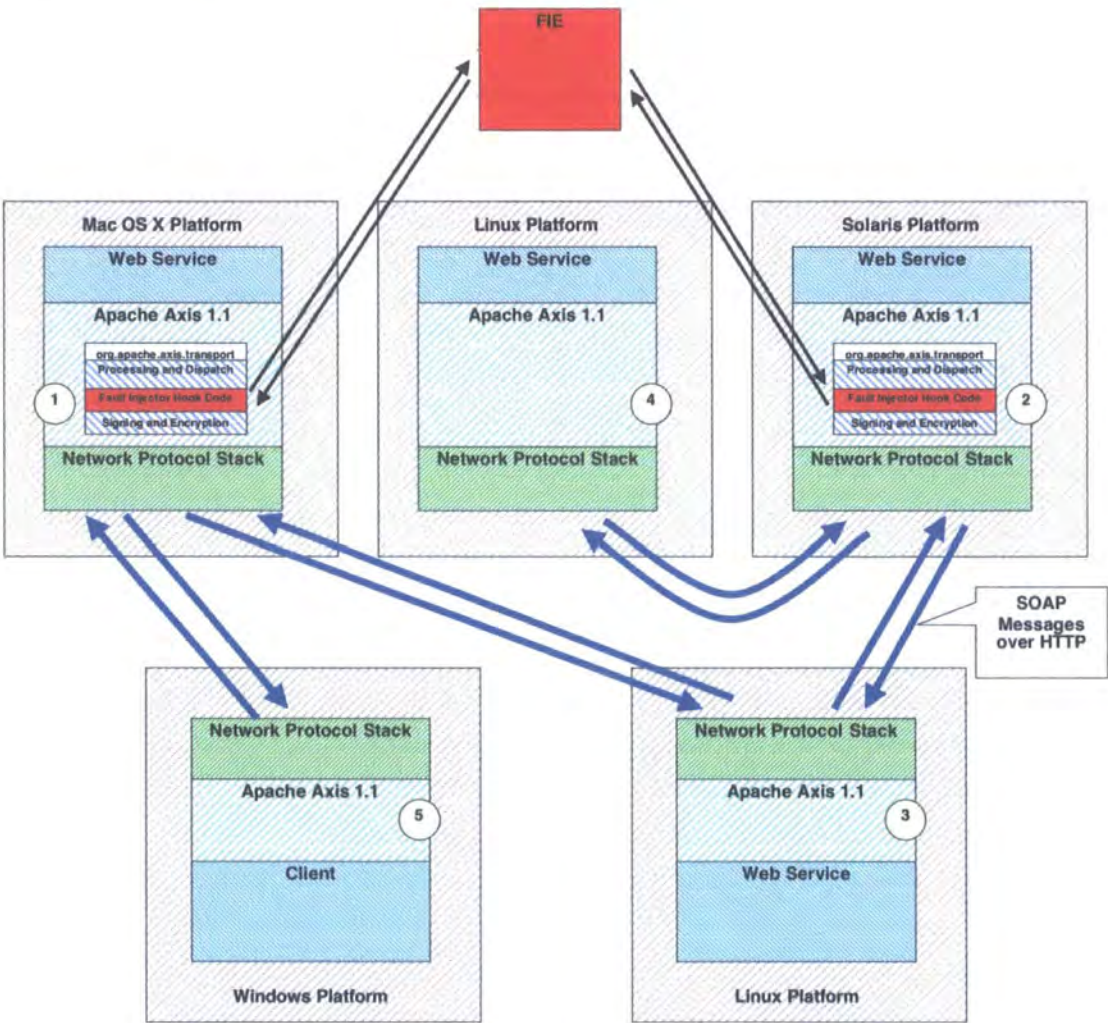 FIE
Mac OS X Platform
Web Service
Apache Axis 1.1
org.apache.axis.transport
Processing and Dispatch
Fault Injector Hook Code
Signing and Encryption
1
Network Protocol Stack
Linux Platform
Web Service
Apache Axis 1.1
4
Network Protocol Stack
Solaris Platform
Web Service
Apache Axis 1.1
org.apache.axis.transport
Processing and Dispatch
Fault Injector Hook Code
Signing and Encryption
2
Network Protocol Stack
SOAP
Messages
over HTTP
Network Protocol Stack
Apache Axis 1.1
5
Client
Windows Platform
Network Protocol Stack
Apache Axis 1.1
3
Web Service
Linux Platform